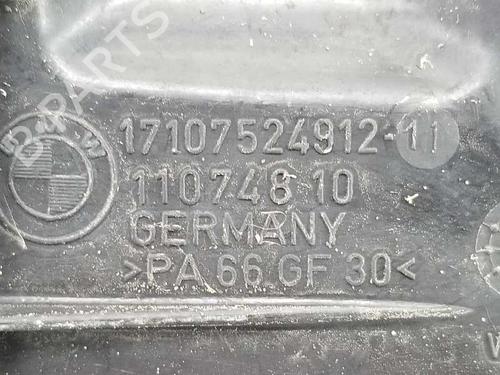 B-PARTS
BMW
17107524912-11
110748 10
GERMANY
>PA 66 GF 30<